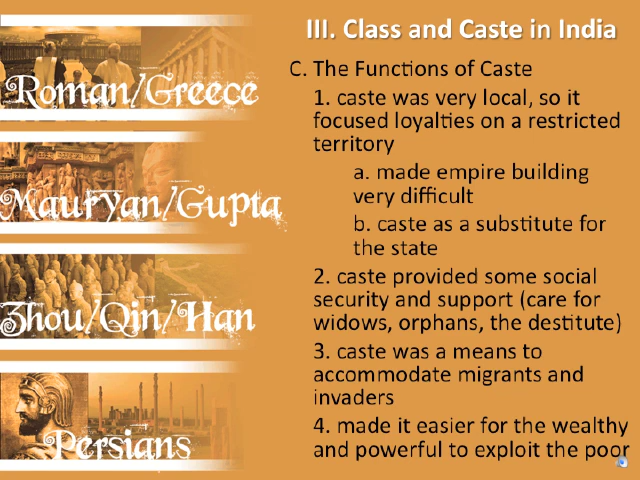 III. Class and Caste in India
C. The Functions of Caste
1. caste was very local, so it
focused loyalties on a restricted
territory
a. made empire building
very difficult
b. caste as a substitute for
the state
2. caste provided some social
security and support (care for
widows, orphans, the destitute)
3. caste was a means to
accommodate migrants and
invaders
4. made it easier for the wealthy
and powerful to exploit the poor
Roman/Greece
Mauryan/Gupta
Zhou/Qin/Han
Persians